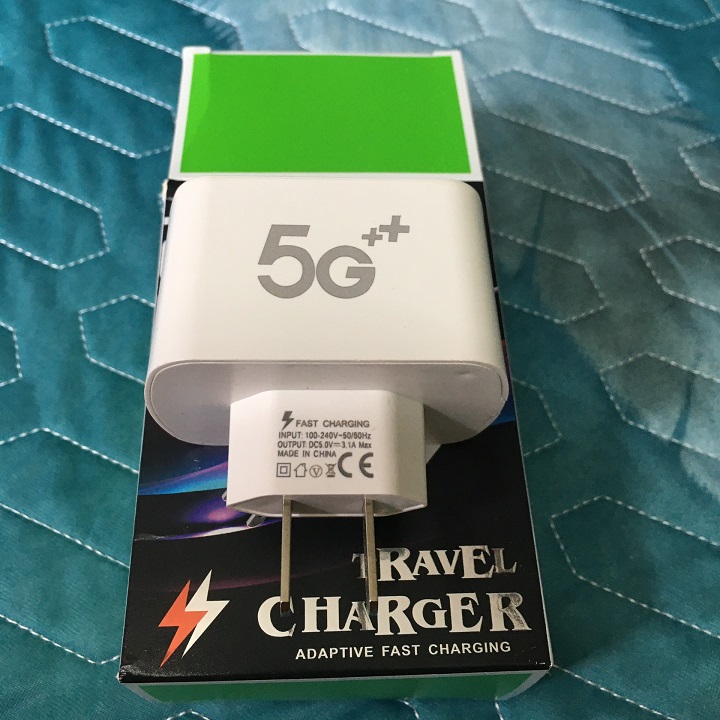 5G++
FAST CHARGING
INPUT: 100-240V~50/60Hz
OUTPUT: DC5.0V⎓3.1A Max
MADE IN CHINA
CE
TRAVEL
CHARGER
ADAPTIVE FAST CHARGING